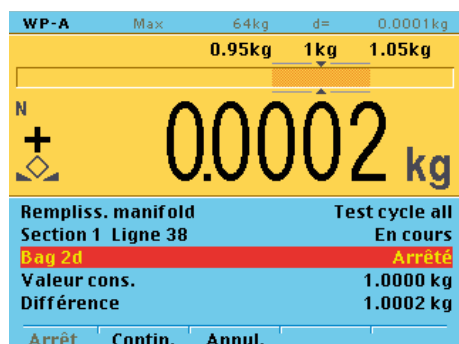 WP-A Max 64kg d= 0.0001kg
0.95kg 1kg 1.05kg
N
+ 0.0002 kg
Rempliss. manifold Test cycle all
Section 1 Ligne 38 En cours
Bag 2d Arrêté
Valeur cons. 1.0000 kg
Différence 1.0002 kg
Arrêt Contin. Annul.